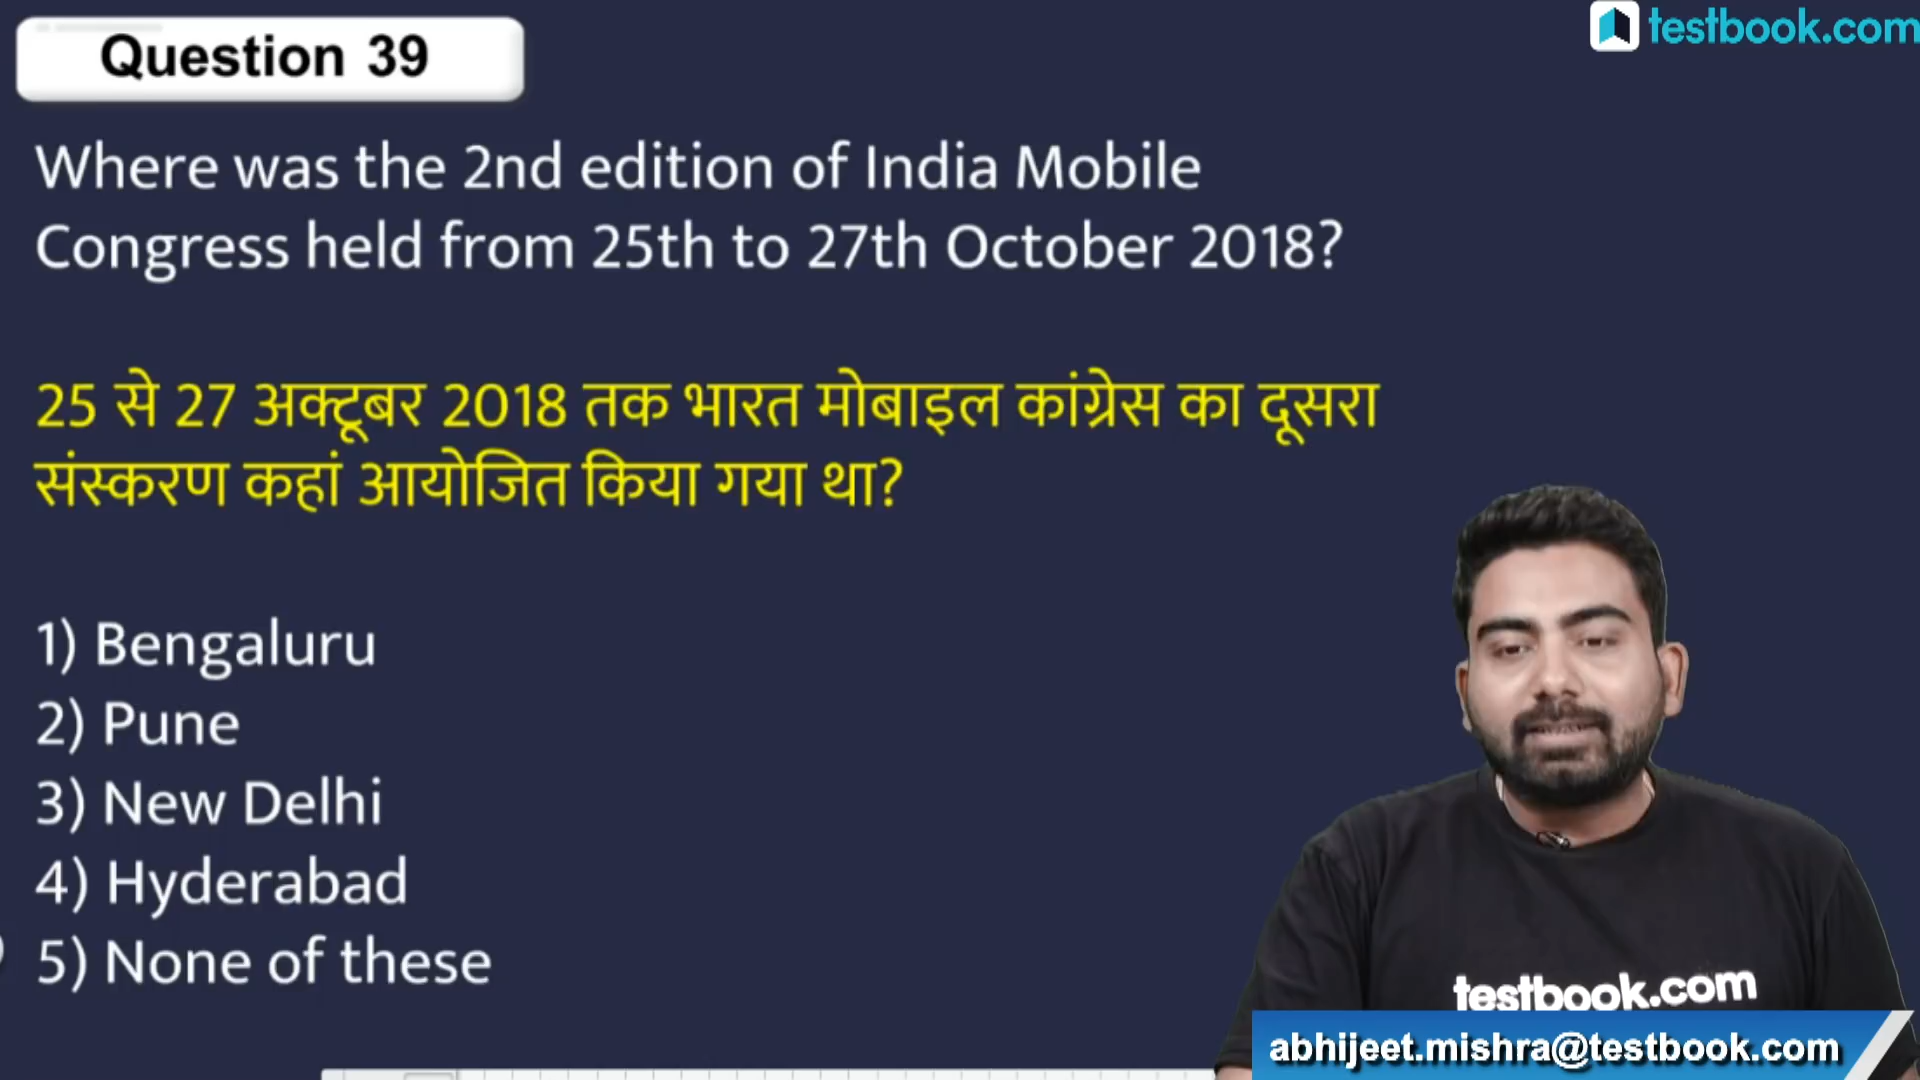 Question 39
testbook.com
Where was the 2nd edition of India Mobile
Congress held from 25th to 27th October 2018?
25 से 27 अक्टूबर 2018 तक भारत मोबाइल कांग्रेस का दूसरा
संस्करण कहां आयोजित किया गया था?
1) Bengaluru
2) Pune
3) New Delhi
4) Hyderabad
5) None of these
testbook.com
abhijeet.mishra@testbook.com